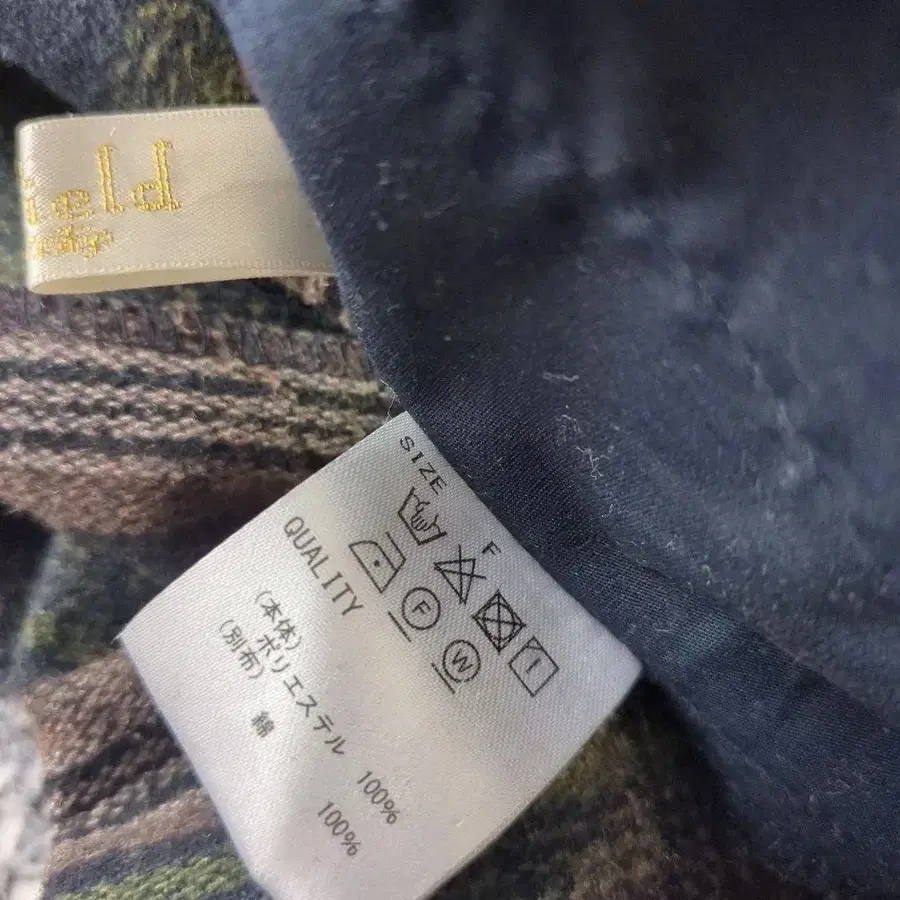 ield
SIZE F
F
W
QUALITY
(本体)
ポリエステル 100%
(別布)
綿 100%